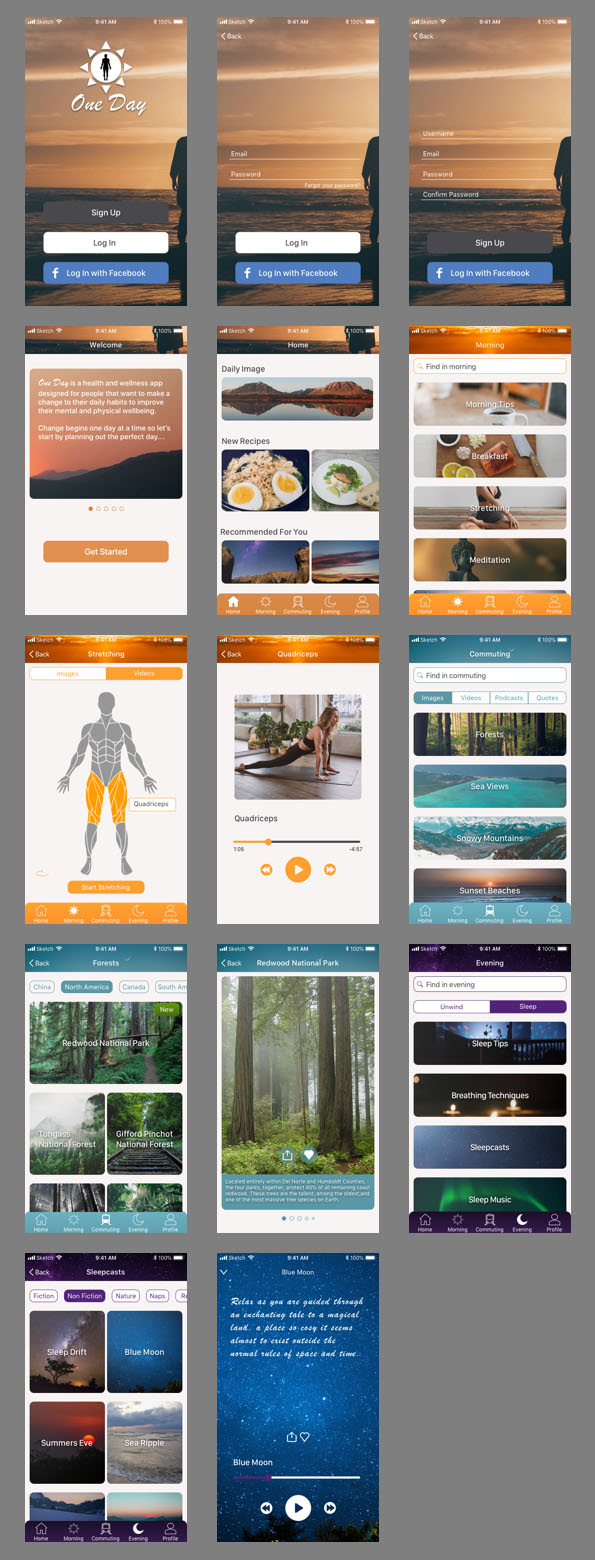 Sketch 9:41 AM 100%
One Day
Sign Up
Log In
f Log In with Facebook
Sketch 9:41 AM 100%
Back
Email
Password
Forgot your password?
Log In
f Log In with Facebook
Sketch 9:41 AM 100%
Back
Username
Email
Password
Confirm Password
Sign Up
f Log In with Facebook
Sketch 9:41 AM 100%
Welcome
One Day is a health and wellness app
designed for people that want to make a
change to their daily habits to improve
their mental and physical wellbeing.
Change begins one day at a time so let's
start by planning out the perfect day...
Get Started
Sketch 9:41 AM 100%
Home
Daily Image
New Recipes
Recommended For You
Home Morning Commuting Evening Profile
Sketch 9:41 AM 100%
Morning
Find in morning
Morning Tips
Breakfast
Stretching
Meditation
Home Morning Commuting Evening Profile
Sketch 9:41 AM 100%
Back Stretching
Images Videos
Quadriceps
Start Stretching
Home Morning Commuting Evening Profile
Sketch 9:41 AM 100%
Back Quadriceps
Quadriceps
1:05 -4:57
Sketch 9:41 AM 100%
Commuting
Find in commuting
Images Videos Podcasts Quotes
Forests
Sea Views
Snowy Mountains
Sunset Beaches
Home Morning Commuting Evening Profile
Sketch 9:41 AM 100%
Back Forests
China North America Canada South Am
New
Redwood National Park
Tongass
National Forest
Gifford Pinchot
National Forest
Home Morning Commuting Evening Profile
Sketch 9:41 AM 100%
Back Redwood National Park
Located entirely within Del Norte and Humboldt Counties,
the four parks, together, protect 45% of all remaining coast
redwood. These trees are the tallest, among the oldest,and
one of the most massive tree species on Earth.
Sketch 9:41 AM 100%
Evening
Find in evening
Unwind Sleep
Sleep Tips
Breathing Techniques
Sleepcasts
Sleep Music
Home Morning Commuting Evening Profile
Sketch 9:41 AM 100%
Back Sleepcasts
Fiction Non Fiction Nature Naps Re
Sleep Drift
Blue Moon
Summers Eve
Sea Ripple
Home Morning Commuting Evening Profile
Sketch 9:41 AM 100%
Blue Moon
Relax as you are guided through
an enchanting tale to a magical
land, a place so cosy it seems
almost to exist outside the
normal rules of space and time.
Blue Moon